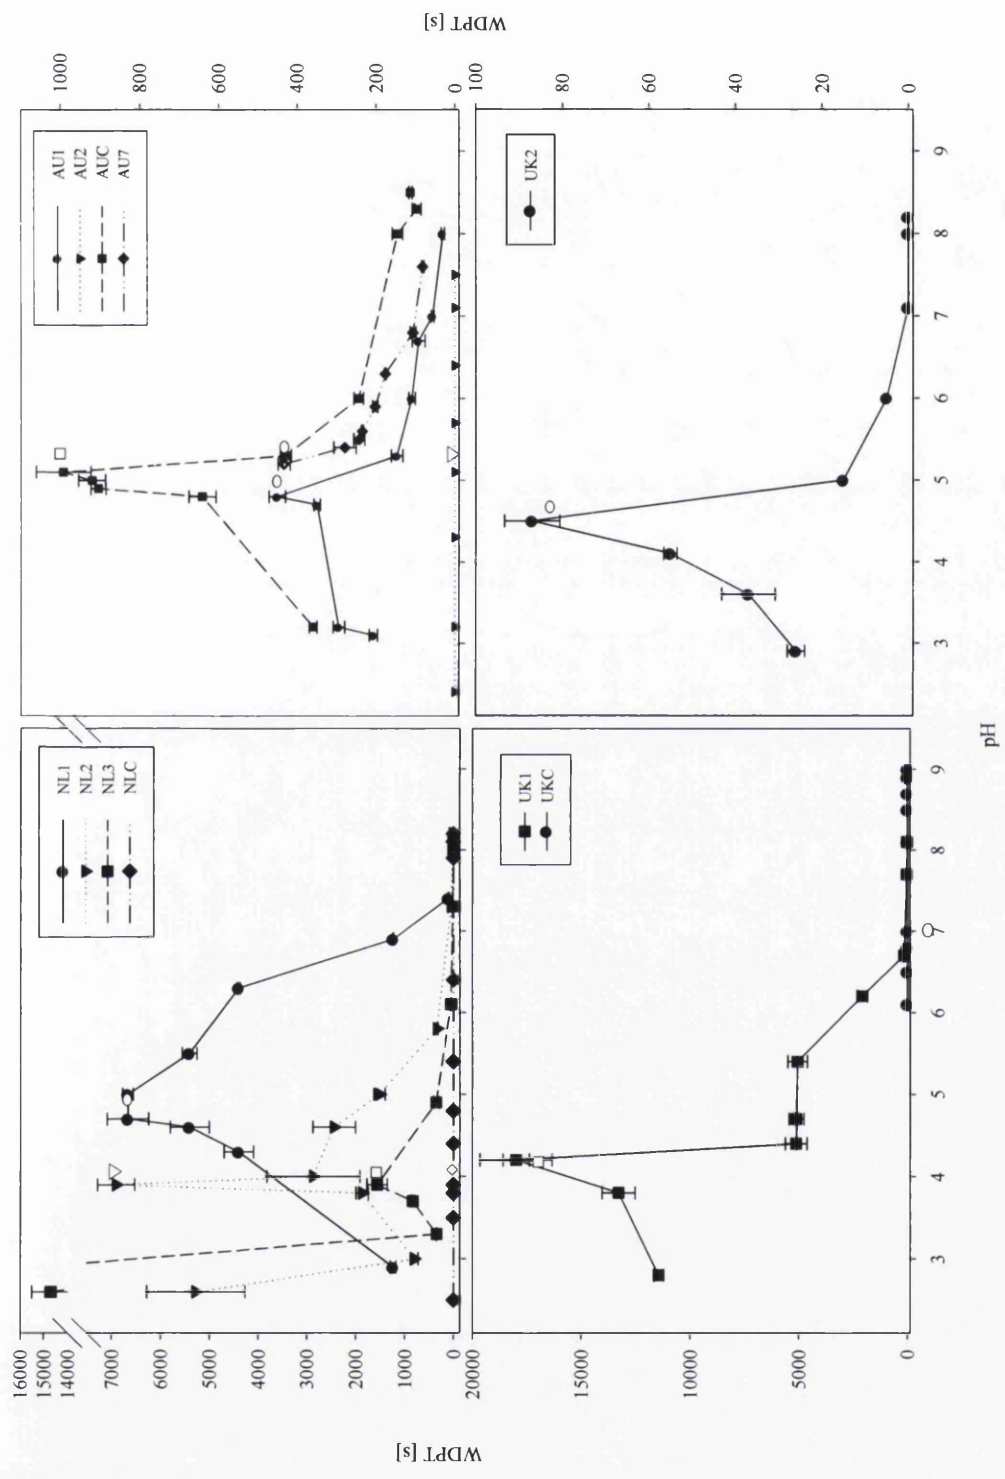 WDPT [s]
16000
15000
14000
7000
6000
5000
4000
3000
2000
1000
0
NL1
NL2
NL3
NLC
AU1
AU2
AUC
AU7
1000
800
600
400
200
0
WDPT [s]
20000
15000
10000
5000
0
UK1
UKC
UK2
100
80
60
40
20
0
3 4 5 6 7 8 9
3 4 5 6 7 8 9
pH